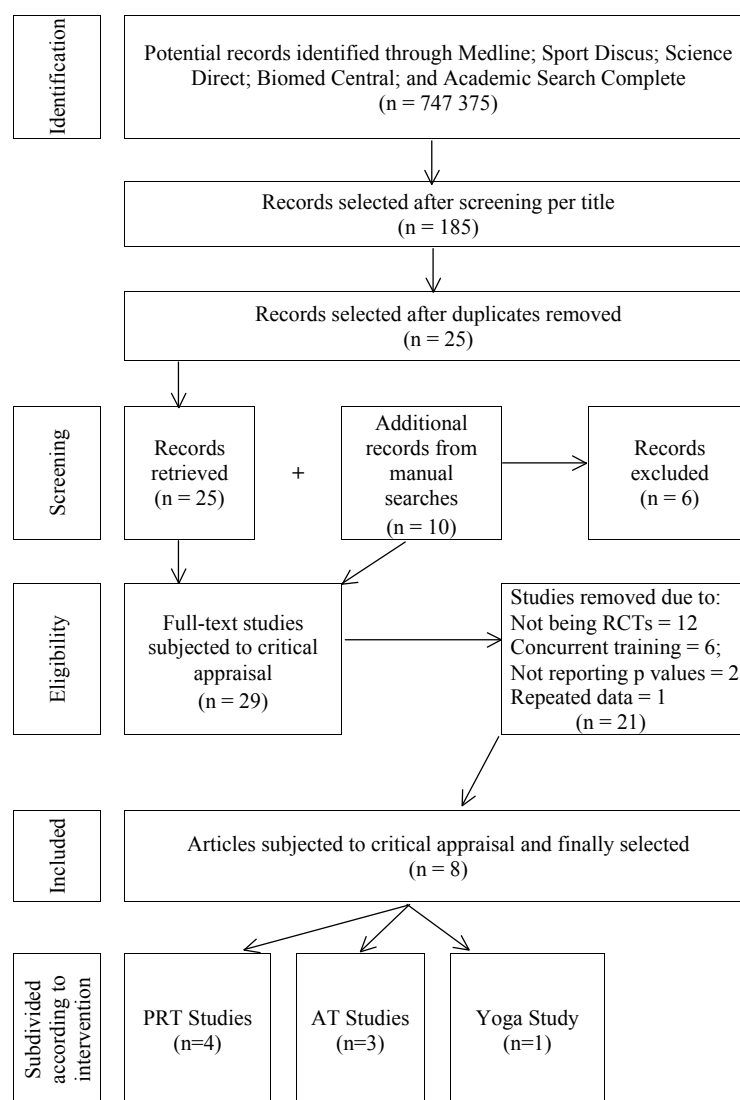 Identification
Potential records identified through Medline; Sport Discus; Science
Direct; Biomed Central; and Academic Search Complete
(n = 747 375)
Records selected after screening per title
(n = 185)
Records selected after duplicates removed
(n = 25)
Screening
Records
retrieved
(n = 25)
+
Additional
records from
manual
searches
(n = 10)
Records
excluded
(n = 6)
Eligibility
Full-text studies
subjected to critical
appraisal
(n = 29)
Studies removed due to:
Not being RCTs = 12
Concurrent training = 6;
Not reporting p values = 2
Repeated data = 1
(n = 21)
Included
Articles subjected to critical appraisal and finally selected
(n = 8)
Subdivided
according to
intervention
PRT Studies
(n=4)
AT Studies
(n=3)
Yoga Study
(n=1)